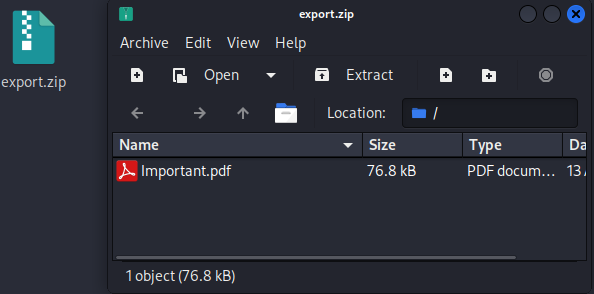 export.zip
export.zip
Archive Edit View Help
Open Extract
Location: /
Name Size Type Da
Important.pdf 76.8 kB PDF docum... 13
1 object (76.8 kB)